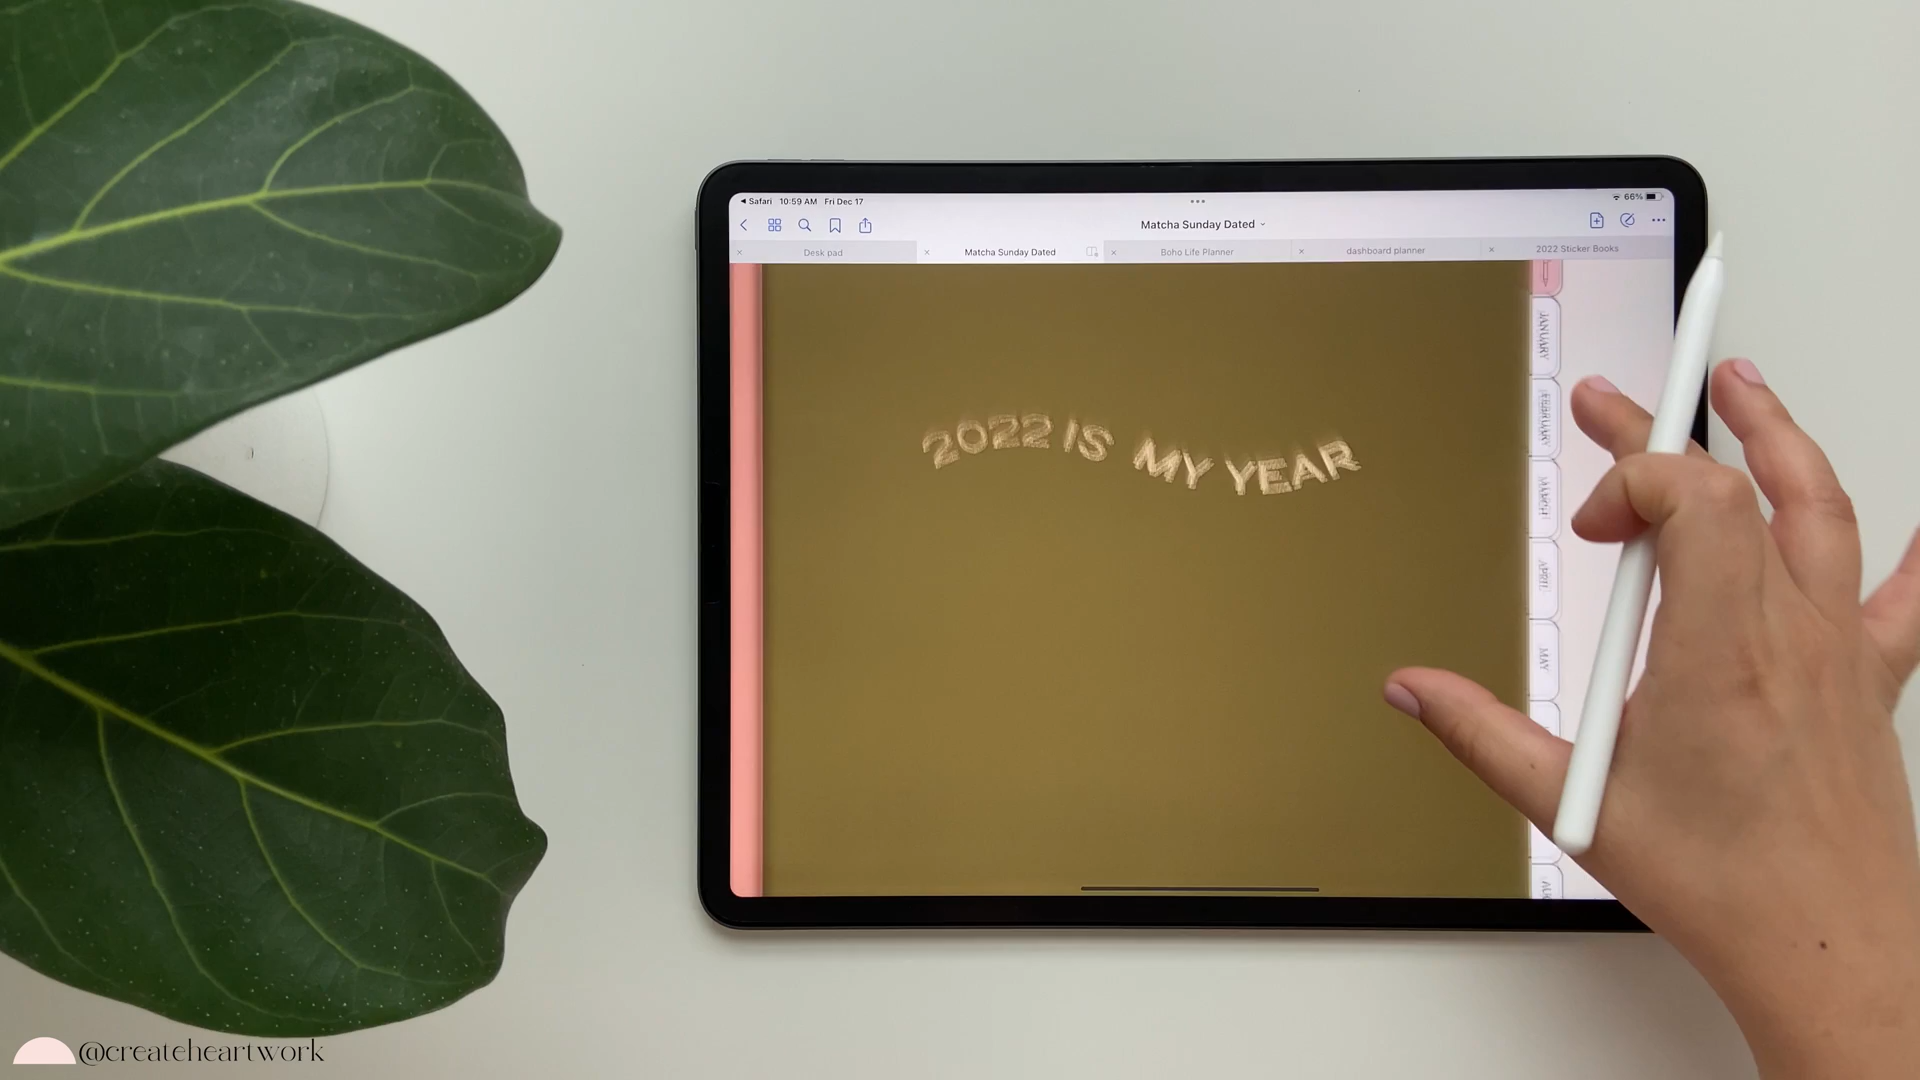 ◀ Safari 10:59 AM Fri Dec 17
66%
Matcha Sunday Dated
Desk pad
Matcha Sunday Dated
Boho Life Planner
dashboard planner
2022 Sticker Books
2022 IS MY YEAR
JANUARY
FEBRUARY
MARCH
APRIL
MAY
@createheartwork